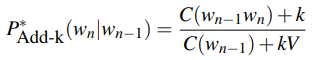 P*Add-k(wn|wn−1) = C(wn−1wn) + k / C(wn−1) + kV